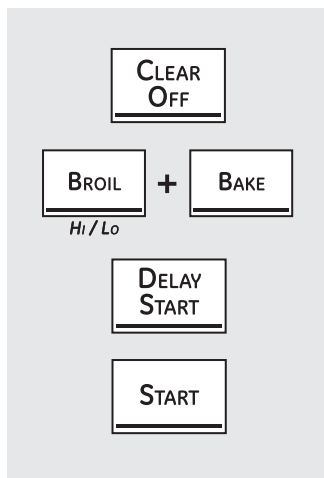 CLEAR
OFF
BROIL + BAKE
HI / LO
DELAY
START
START